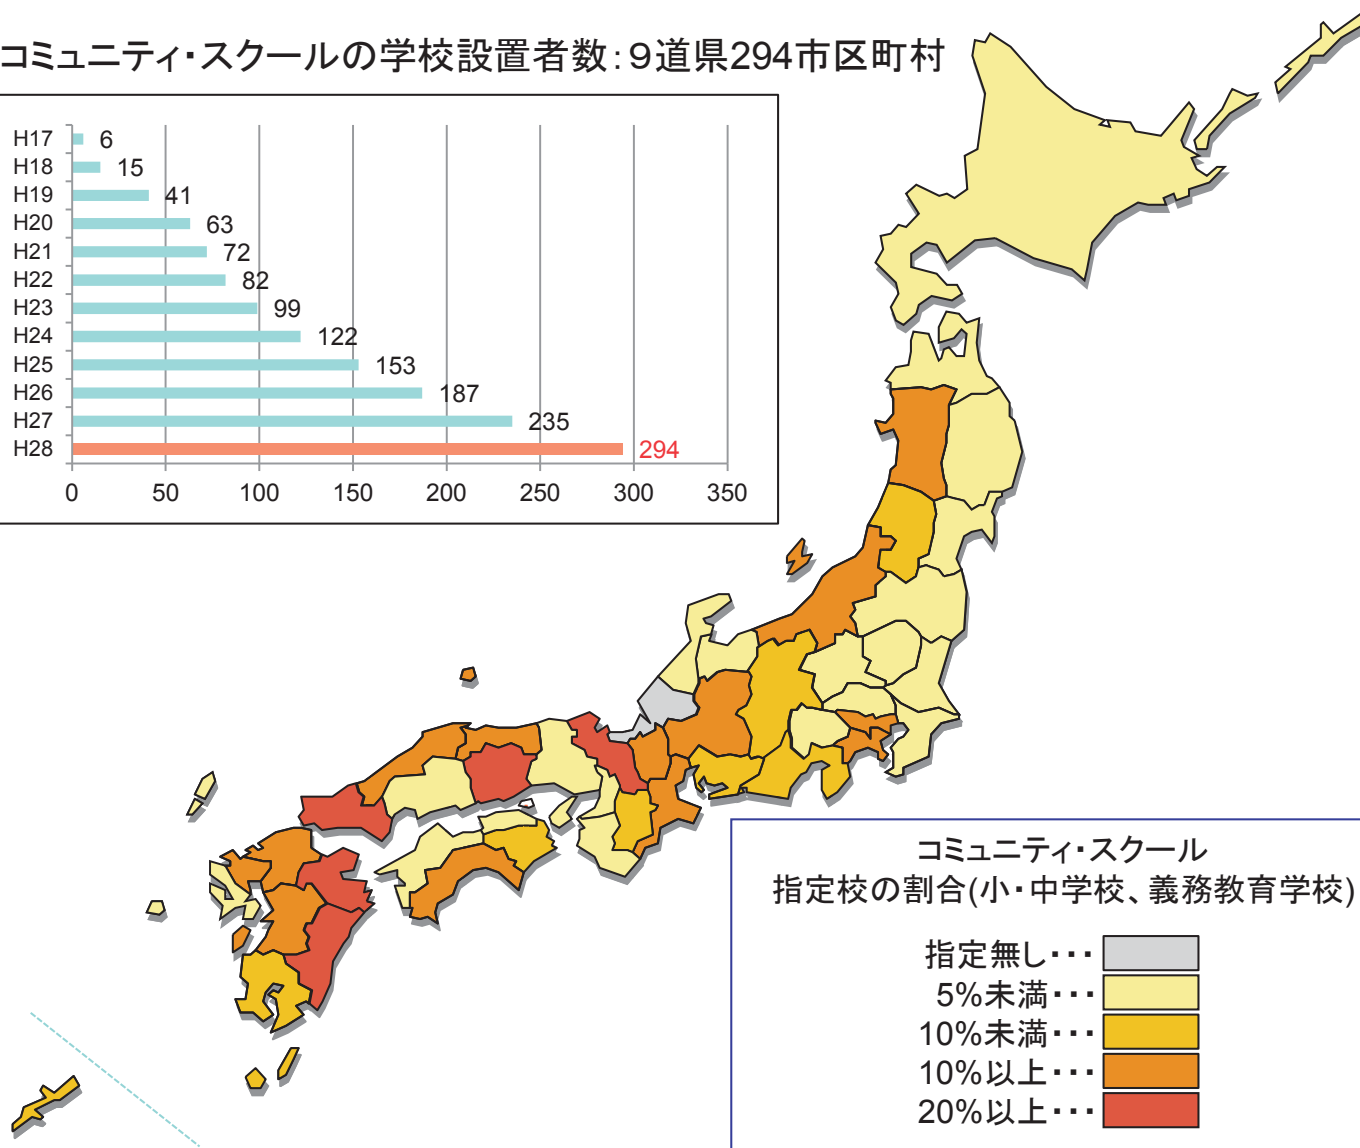 コミュニティ・スクールの学校設置者数：９道県294市区町村
H17 6
H18 15
H19 41
H20 63
H21 72
H22 82
H23 99
H24 122
H25 153
H26 187
H27 235
H28 294
0 50 100 150 200 250 300 350
コミュニティ・スクール
指定校の割合(小・中学校、義務教育学校)
指定無し・・・
5%未満・・・
10%未満・・・
10%以上・・・
20%以上・・・